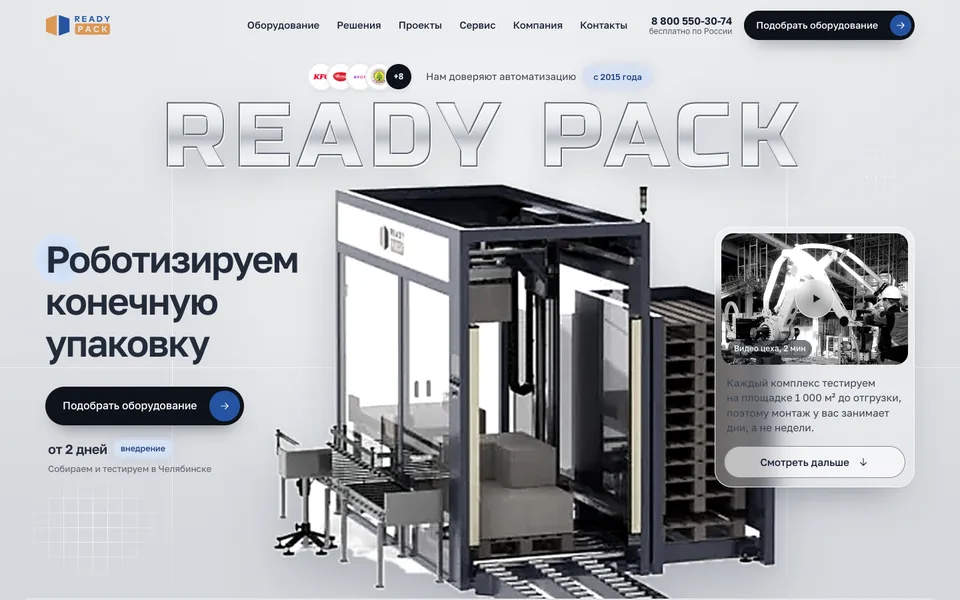 READY
PACK
Оборудование
Решения
Проекты
Сервис
Компания
Контакты
8 800 550-30-74
бесплатно по России
Подобрать оборудование
KFC
+8
Нам доверяют автоматизацию
с 2015 года
READY PACK
READY
Роботизируем
конечную
упаковку
Подобрать оборудование
от 2 дней
внедрение
Собираем и тестируем в Челябинске
Видео цеха, 2 мин
Каждый комплекс тестируем
на площадке 1 000 м² до отгрузки,
поэтому монтаж у вас занимает
дни, а не недели.
Смотреть дальше